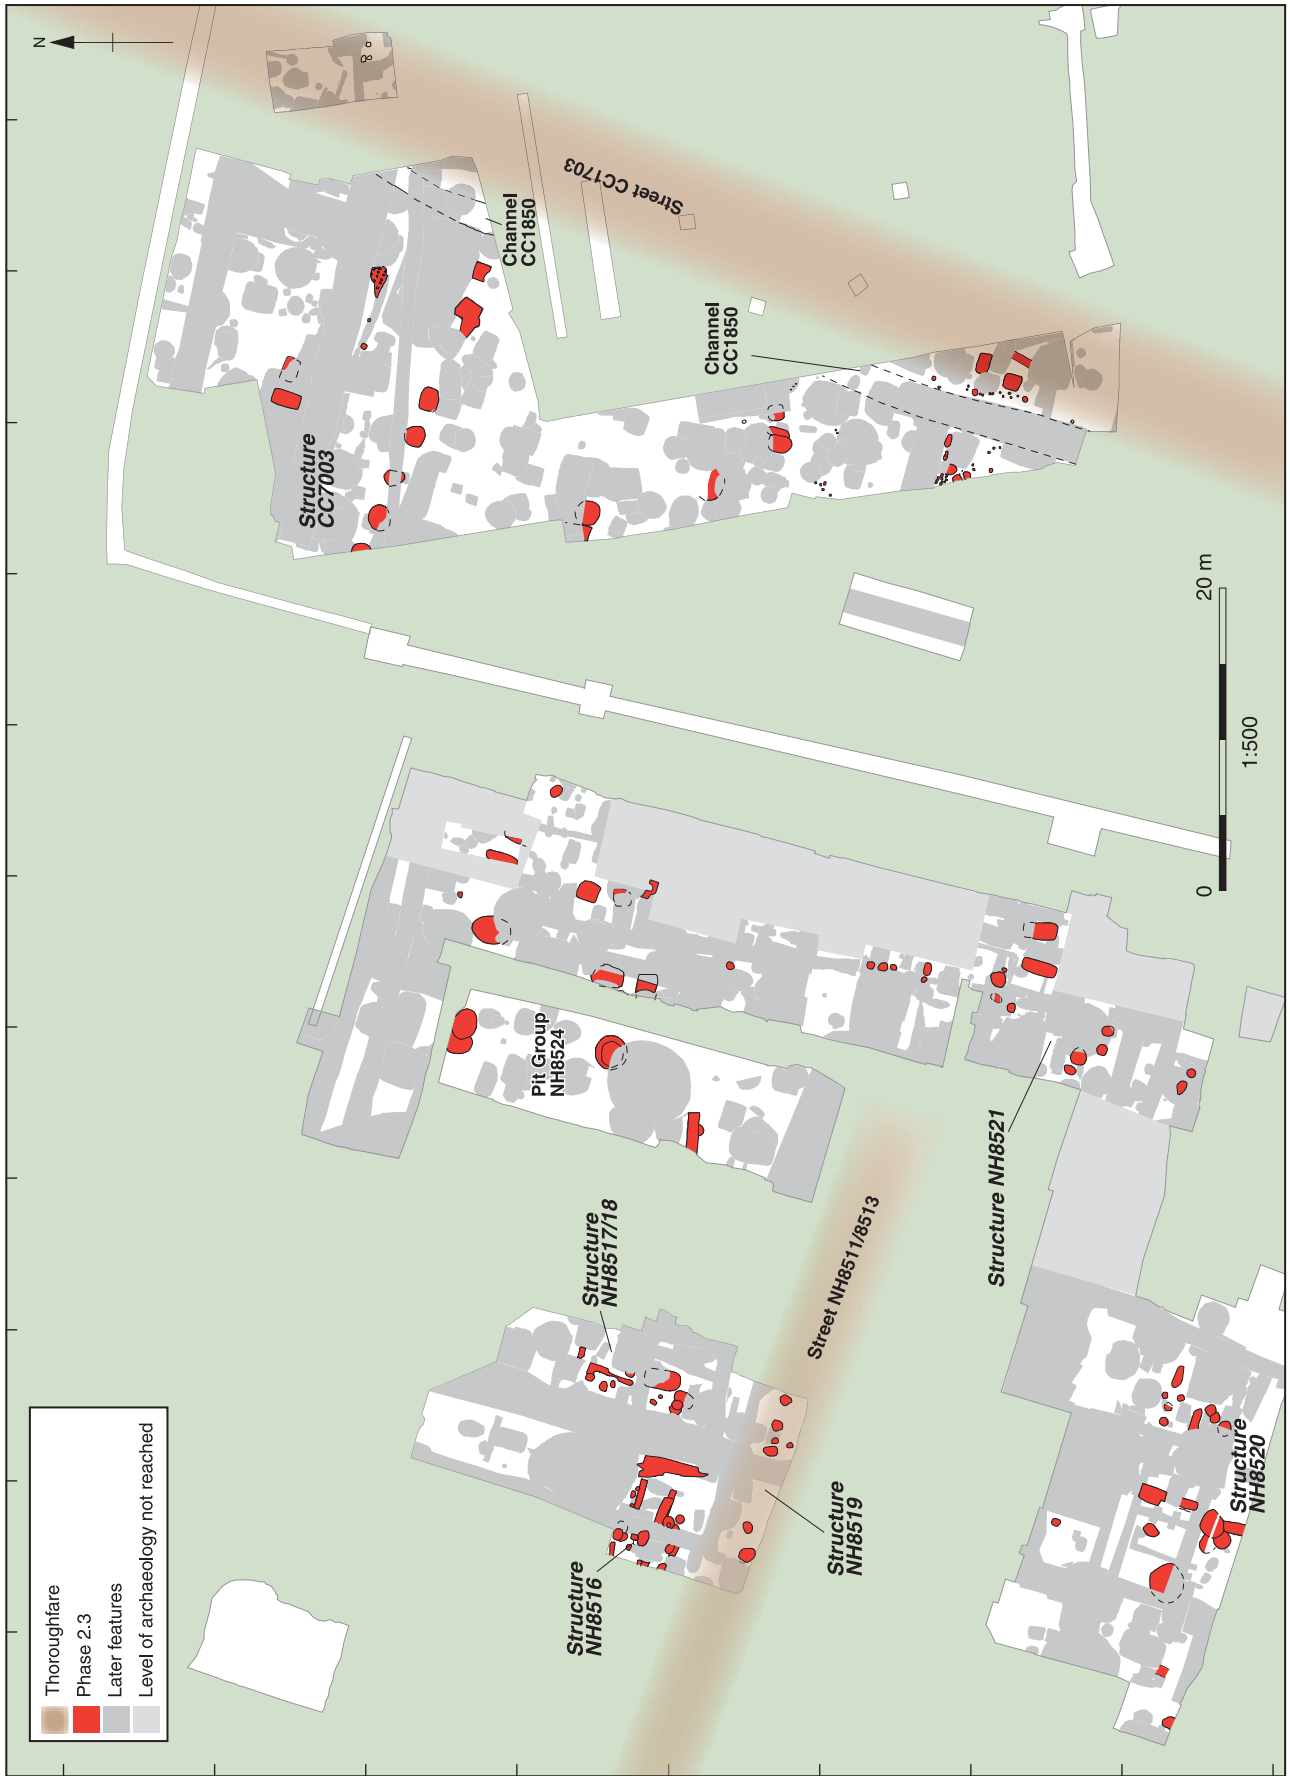 N
Thoroughfare
Phase 2.3
Later features
Level of archaeology not reached
Structure
CC7003
Channel
CC1850
Street CC1703
Channel
CC1850
Pit Group
NH8524
Structure
NH8517/18
Structure
NH8516
Structure
NH8519
Street NH8511/8513
Structure NH8521
Structure
NH8520
0
20 m
1:500